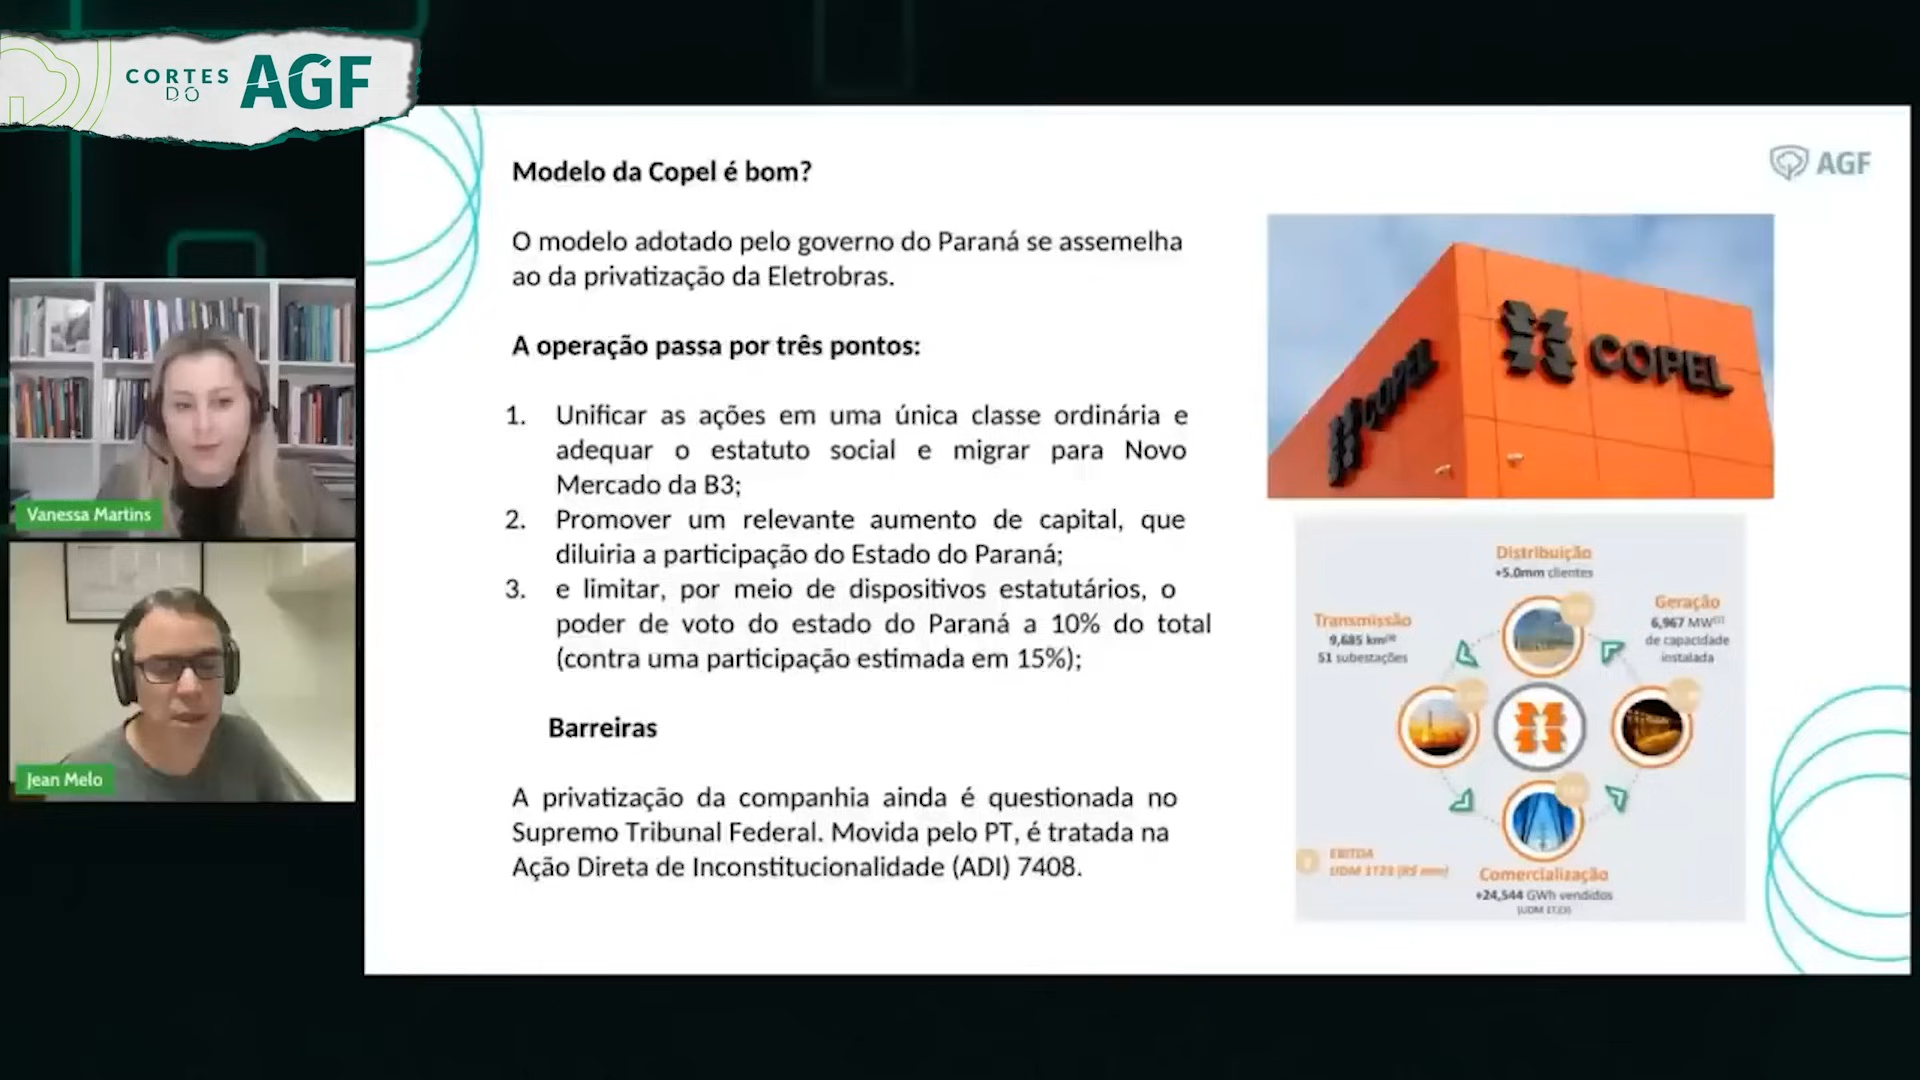 CORTES
DO
AGF
AGF
Modelo da Copel é bom?
O modelo adotado pelo governo do Paraná se assemelha
ao da privatização da Eletrobras.
A operação passa por três pontos:
1. Unificar as ações em uma única classe ordinária e
adequar o estatuto social e migrar para Novo
Mercado da B3;
2. Promover um relevante aumento de capital, que
diluiria a participação do Estado do Paraná;
3. e limitar, por meio de dispositivos estatutários, o
poder de voto do estado do Paraná a 10% do total
(contra uma participação estimada em 15%);
Barreiras
A privatização da companhia ainda é questionada no
Supremo Tribunal Federal. Movida pelo PT, é tratada na
Ação Direta de Inconstitucionalidade (ADI) 7408.
COPEL
COPEL
Distribuição
+5.0mm clientes
Transmissão
9,685 km
51 subestações
Geração
6,967 MW
de capacidade
instalada
EBITDA
UDM 1T23 (R$ mm)
Comercialização
+24,544 GWh vendidos
(UDM 1T23)
Vanessa Martins
Jean Melo